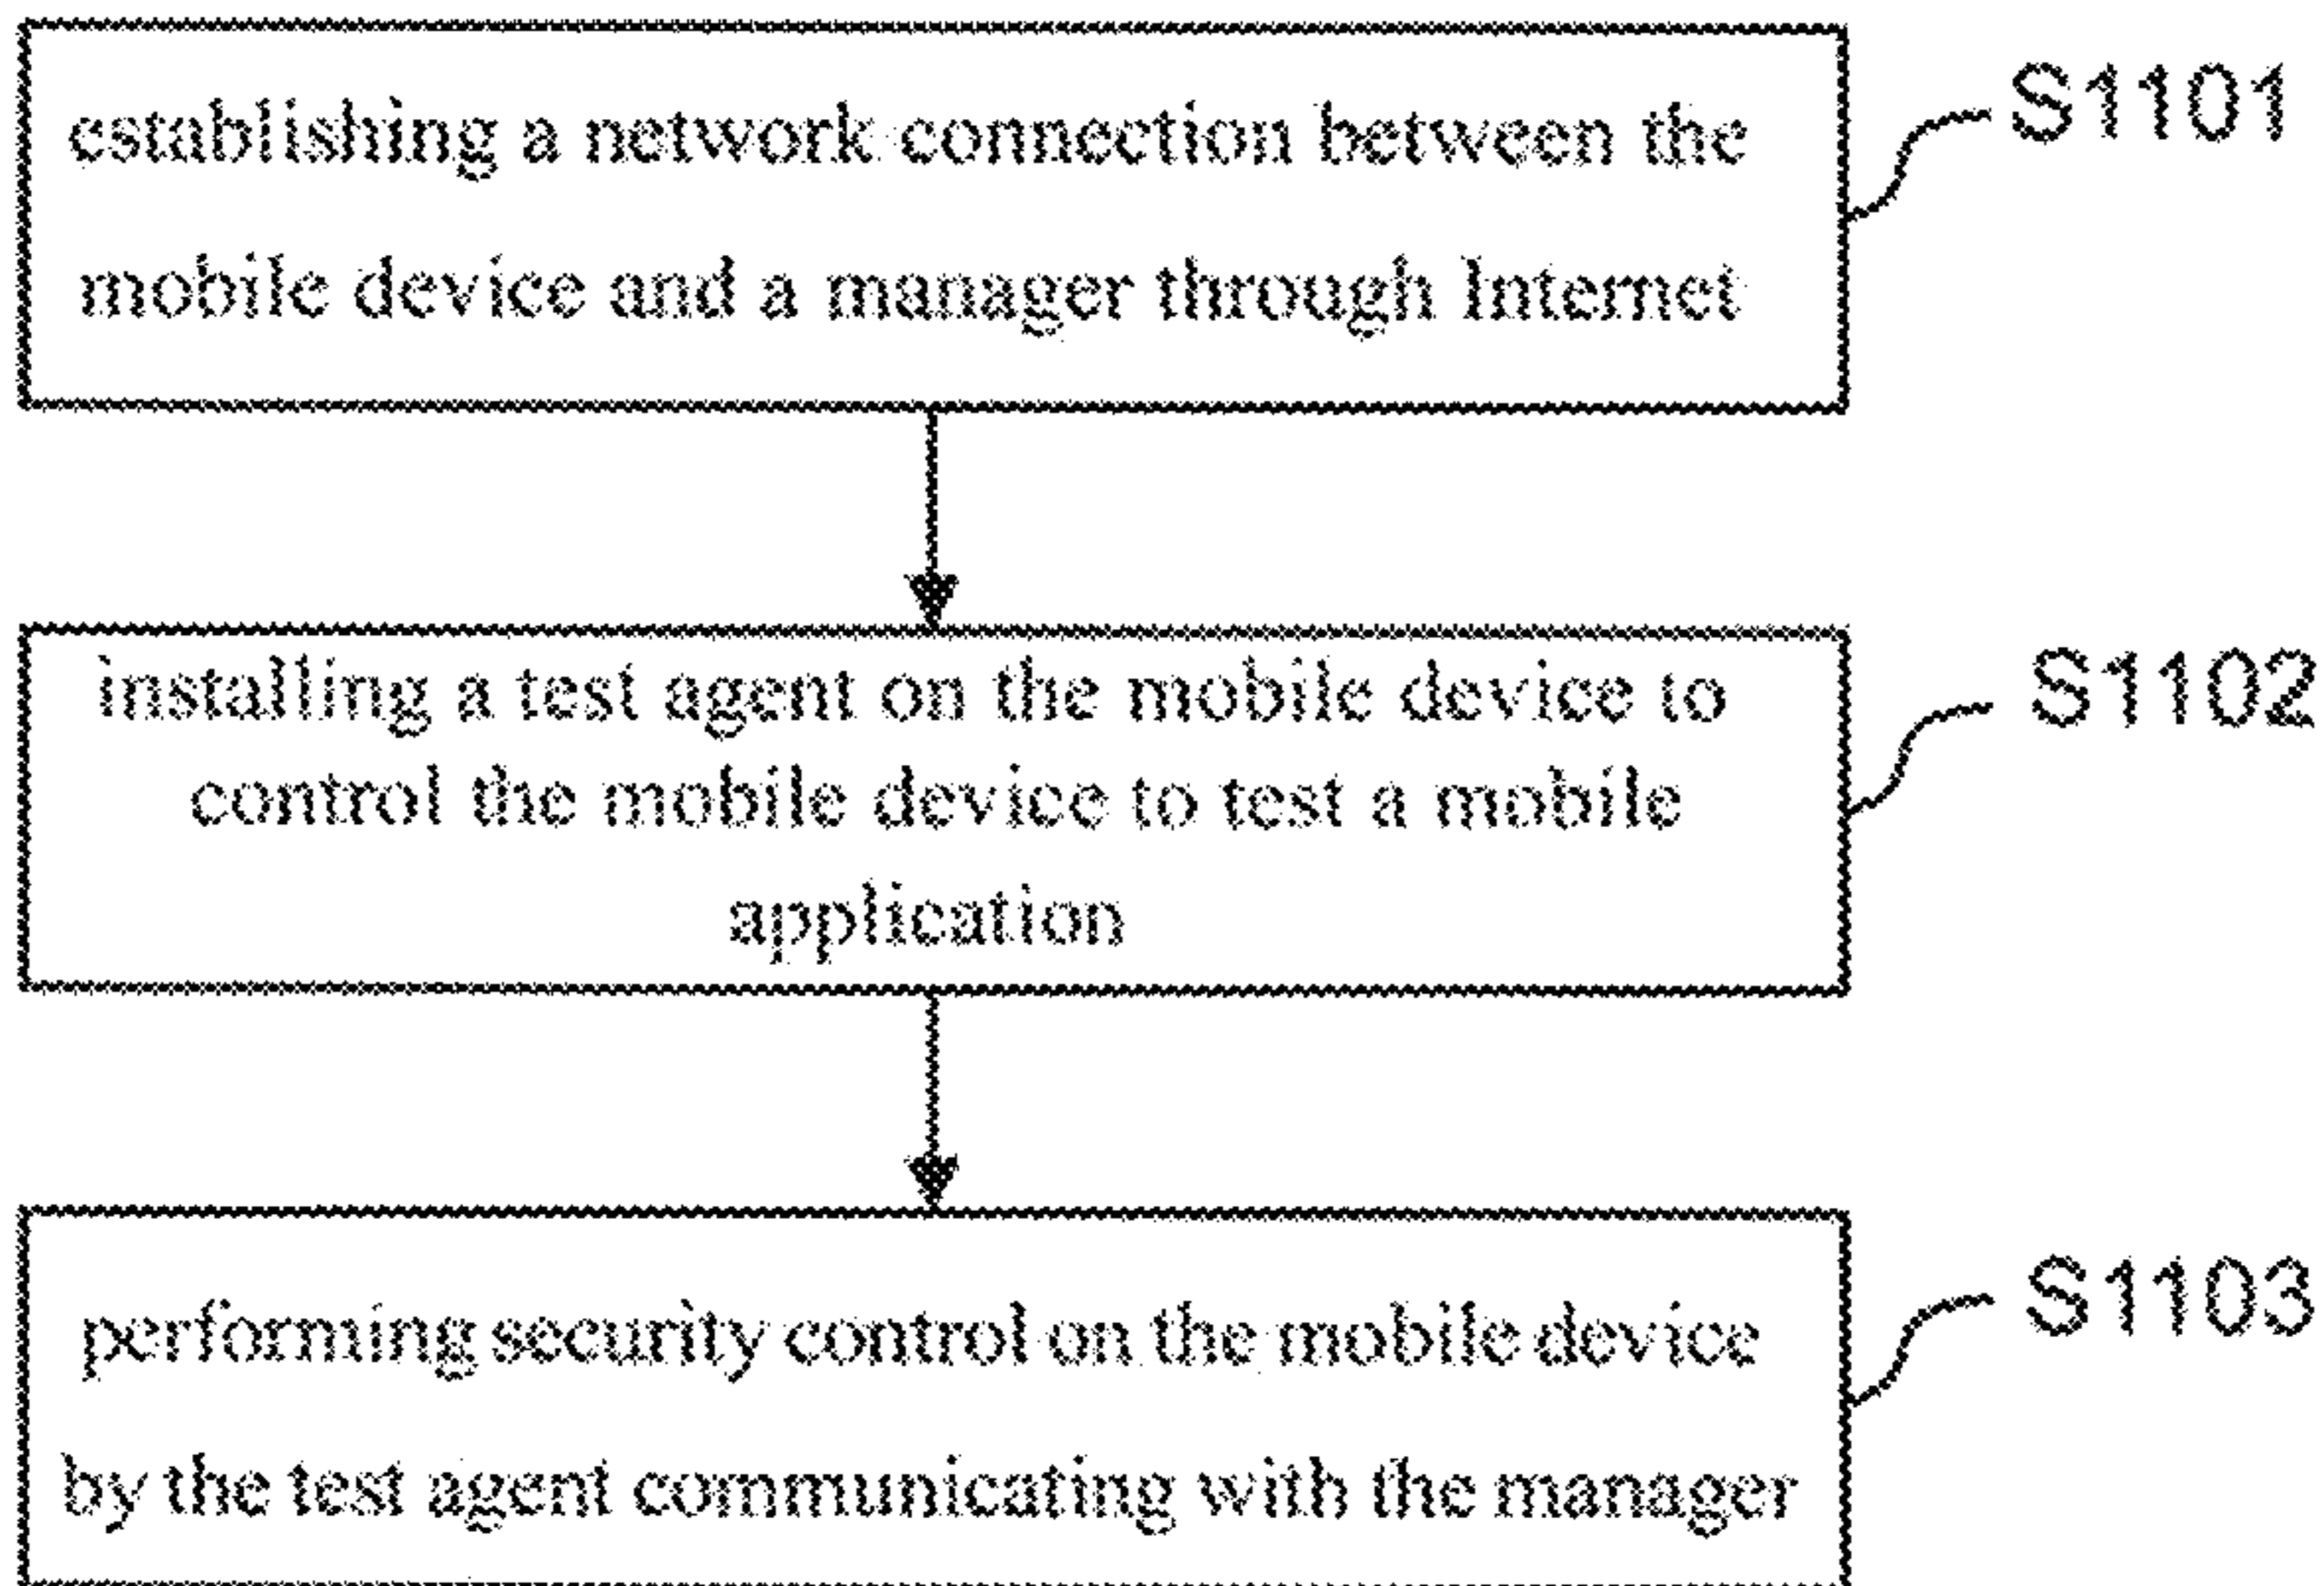 establishing a network connection between the
mobile device and a manager through Internet
S1101
installing a test agent on the mobile device to
control the mobile device to test a mobile
application
S1102
performing security control on the mobile device
by the test agent communicating with the manager
S1103